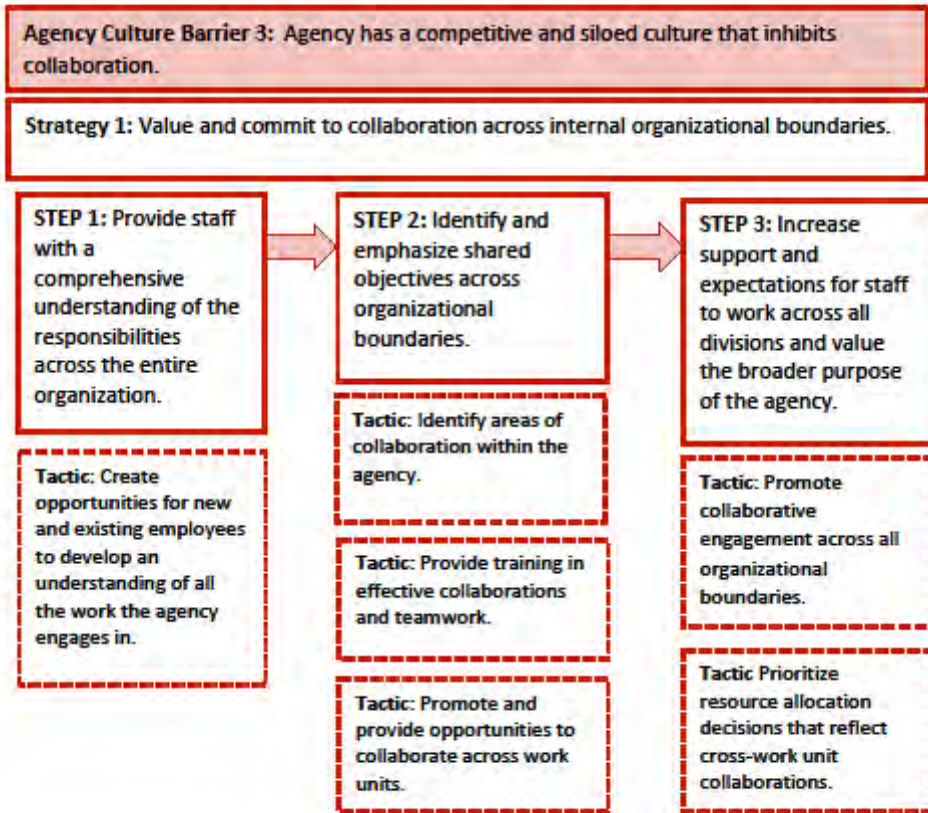 Agency Culture Barrier 3: Agency has a competitive and siloed culture that inhibits
collaboration.
Strategy 1: Value and commit to collaboration across internal organizational boundaries.
STEP 1: Provide staff
with a
comprehensive
understanding of the
responsibilities
across the entire
organization.
Tactic: Create
opportunities for new
and existing employees
to develop an
understanding of all
the work the agency
engages in.
STEP 2: Identify and
emphasize shared
objectives across
organizational
boundaries.
Tactic: Identify areas of
collaboration within the
agency.
Tactic: Provide training in
effective collaborations
and teamwork.
Tactic: Promote and
provide opportunities to
collaborate across work
units.
STEP 3: Increase
support and
expectations for staff
to work across all
divisions and value
the broader purpose
of the agency.
Tactic: Promote
collaborative
engagement across all
organizational
boundaries.
Tactic Prioritize
resource allocation
decisions that reflect
cross-work unit
collaborations.